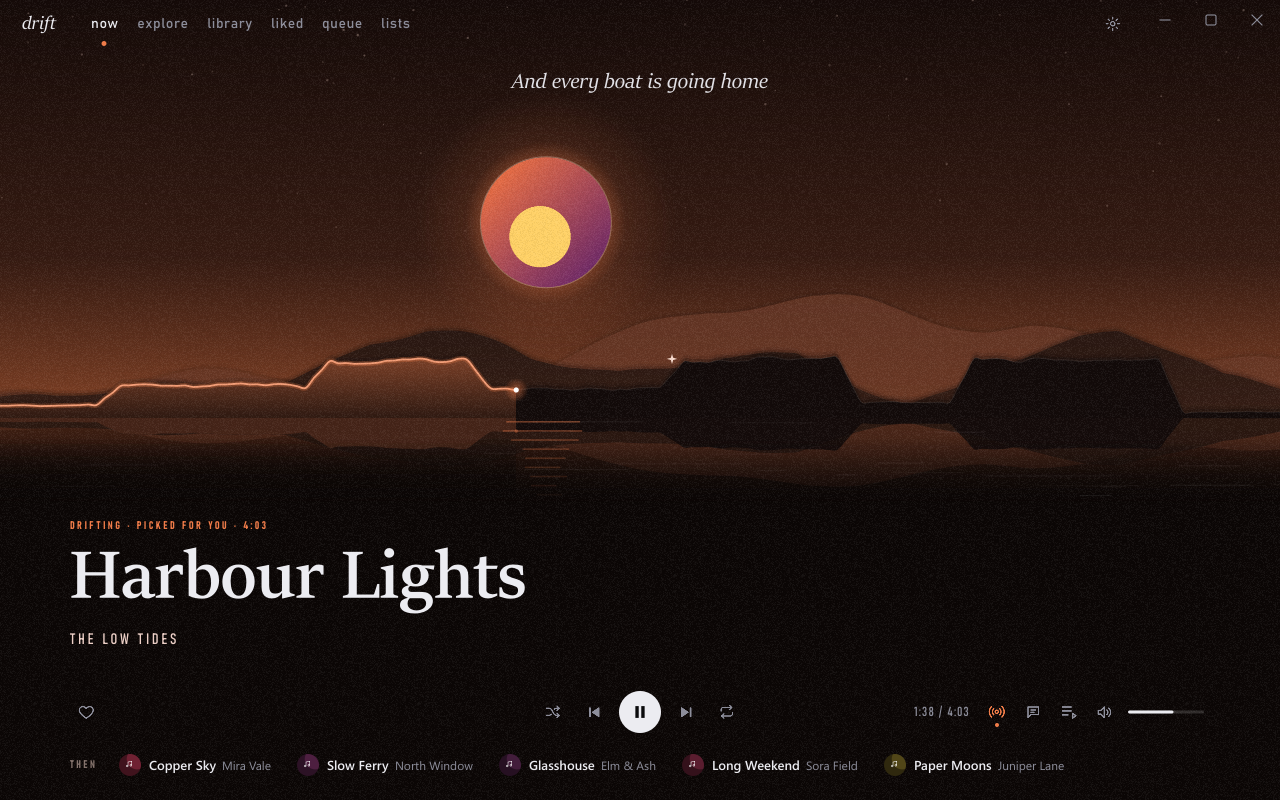 drift now explore library liked queue lists
And every boat is going home
DRIFTING · PICKED FOR YOU · 4:03
Harbour Lights
THE LOW TIDES
1:38 / 4:03
THEN Copper Sky Mira Vale Slow Ferry North Window Glasshouse Elm & Ash Long Weekend Sora Field Paper Moons Juniper Lane